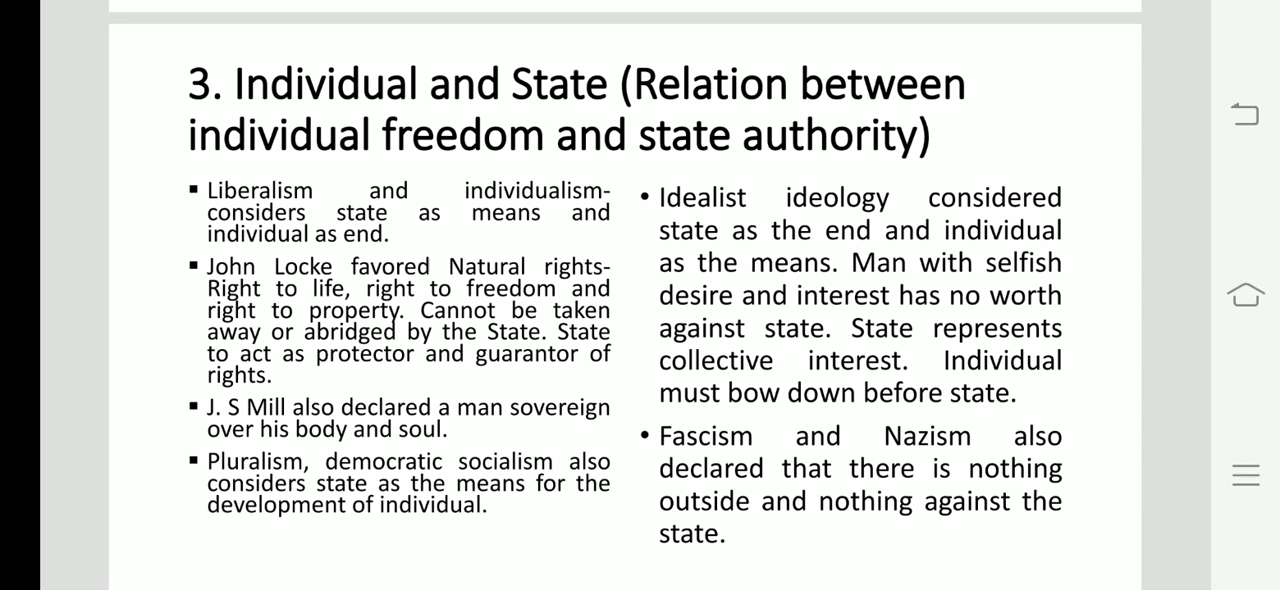 3. Individual and State (Relation between
individual freedom and state authority)
▪ Liberalism and individualism-
considers state as means and
individual as end.
▪ John Locke favored Natural rights-
Right to life, right to freedom and
right to property. Cannot be taken
away or abridged by the State. State
to act as protector and guarantor of
rights.
▪ J. S Mill also declared a man sovereign
over his body and soul.
▪ Pluralism, democratic socialism also
considers state as the means for the
development of individual.
• Idealist ideology considered
state as the end and individual
as the means. Man with selfish
desire and interest has no worth
against state. State represents
collective interest. Individual
must bow down before state.
• Fascism and Nazism also
declared that there is nothing
outside and nothing against the
state.